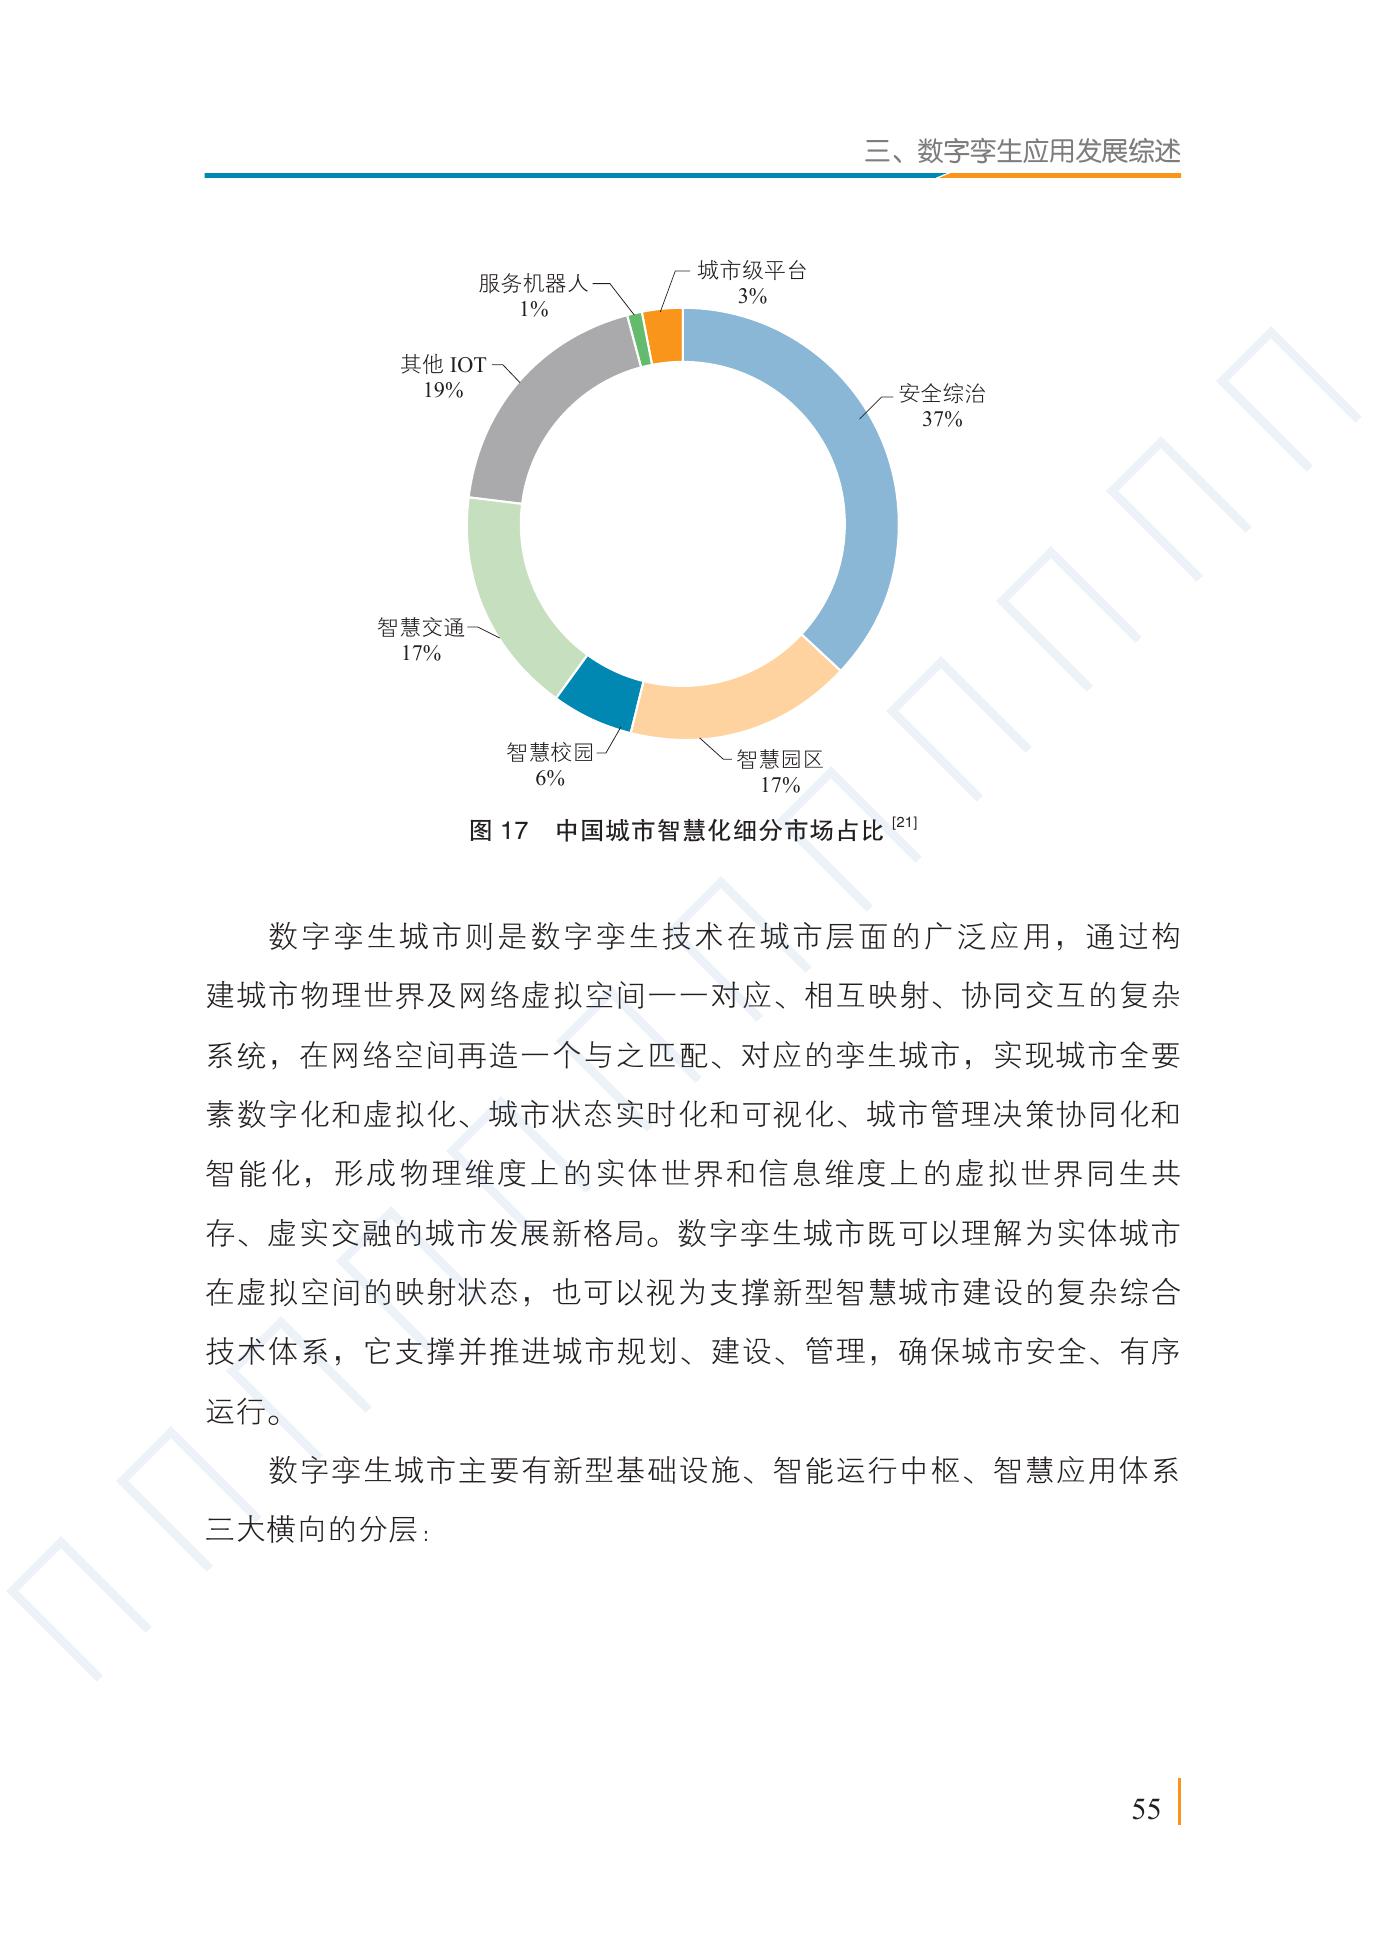 三、数字孪生应用发展综述
城市级平台
3%
服务机器人
1%
其他 IOT
19%
安全综治
37%
智慧交通
17%
智慧校园
6%
智慧园区
17%
图 17　中国城市智慧化细分市场占比 [21]
数字孪生城市则是数字孪生技术在城市层面的广泛应用，通过构
建城市物理世界及网络虚拟空间一一对应、相互映射、协同交互的复杂
系统，在网络空间再造一个与之匹配、对应的孪生城市，实现城市全要
素数字化和虚拟化、城市状态实时化和可视化、城市管理决策协同化和
智能化，形成物理维度上的实体世界和信息维度上的虚拟世界同生共
存、虚实交融的城市发展新格局。数字孪生城市既可以理解为实体城市
在虚拟空间的映射状态，也可以视为支撑新型智慧城市建设的复杂综合
技术体系，它支撑并推进城市规划、建设、管理，确保城市安全、有序
运行。
数字孪生城市主要有新型基础设施、智能运行中枢、智慧应用体系
三大横向的分层：
55